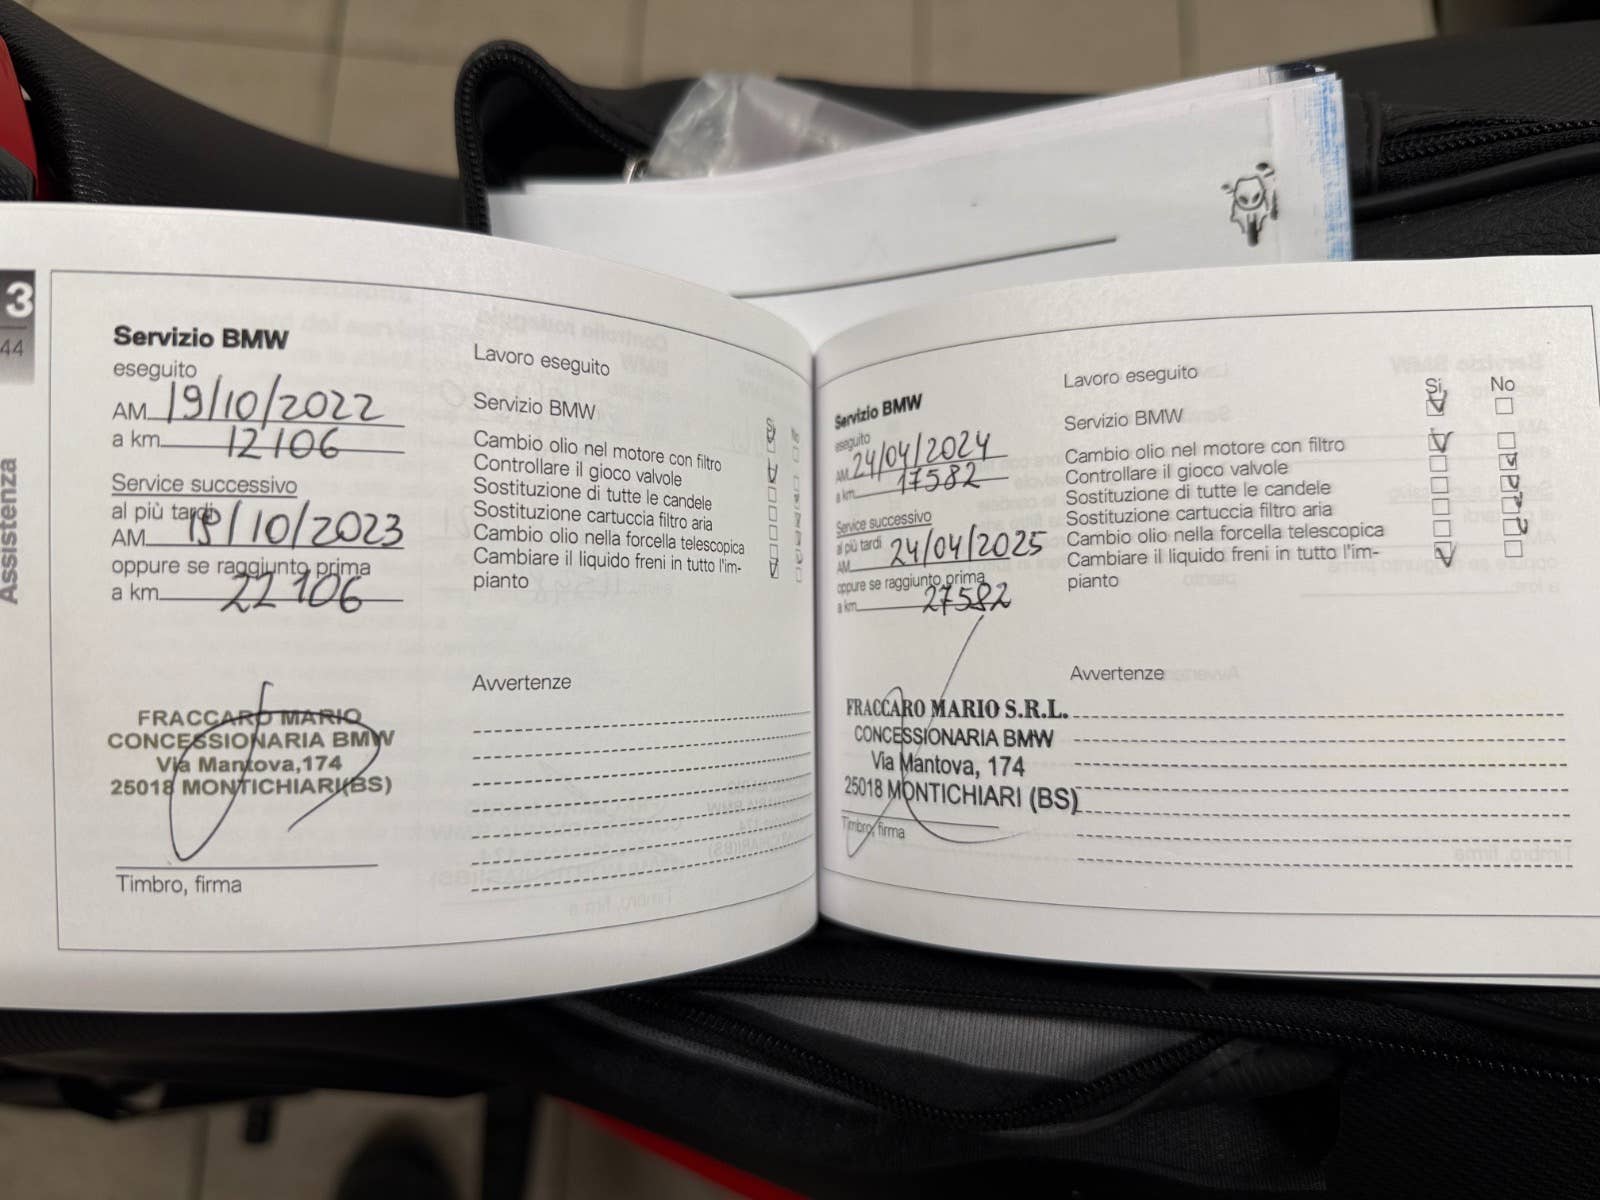 3
44
Assistenza
Servizio BMW
eseguito
AM 19/10/2022
a km 12106
Service successivo
al più tardi
AM 19/10/2023
oppure se raggiunto prima
a km 22106
FRACCARO MARIO
CONCESSIONARIA BMW
Via Mantova,174
25018 MONTICHIARI(BS)
Timbro, firma
Lavoro eseguito
Servizio BMW
Cambio olio nel motore con filtro
Controllare il gioco valvole
Sostituzione di tutte le candele
Sostituzione cartuccia filtro aria
Cambio olio nella forcella telescopica
Cambiare il liquido freni in tutto l'im-
pianto
Avvertenze
Servizio BMW
eseguito
AM 24/04/2024
a km 17582
Service successivo
al più tardi
AM 24/04/2025
oppure se raggiunto prima
a km 27582
FRACCARO MARIO S.R.L.
CONCESSIONARIA BMW
Via Mantova, 174
25018 MONTICHIARI (BS)
Timbro, firma
Lavoro eseguito
Si No
Servizio BMW
Cambio olio nel motore con filtro
Controllare il gioco valvole
Sostituzione di tutte le candele
Sostituzione cartuccia filtro aria
Cambio olio nella forcella telescopica
Cambiare il liquido freni in tutto l'im-
pianto
Avvertenze